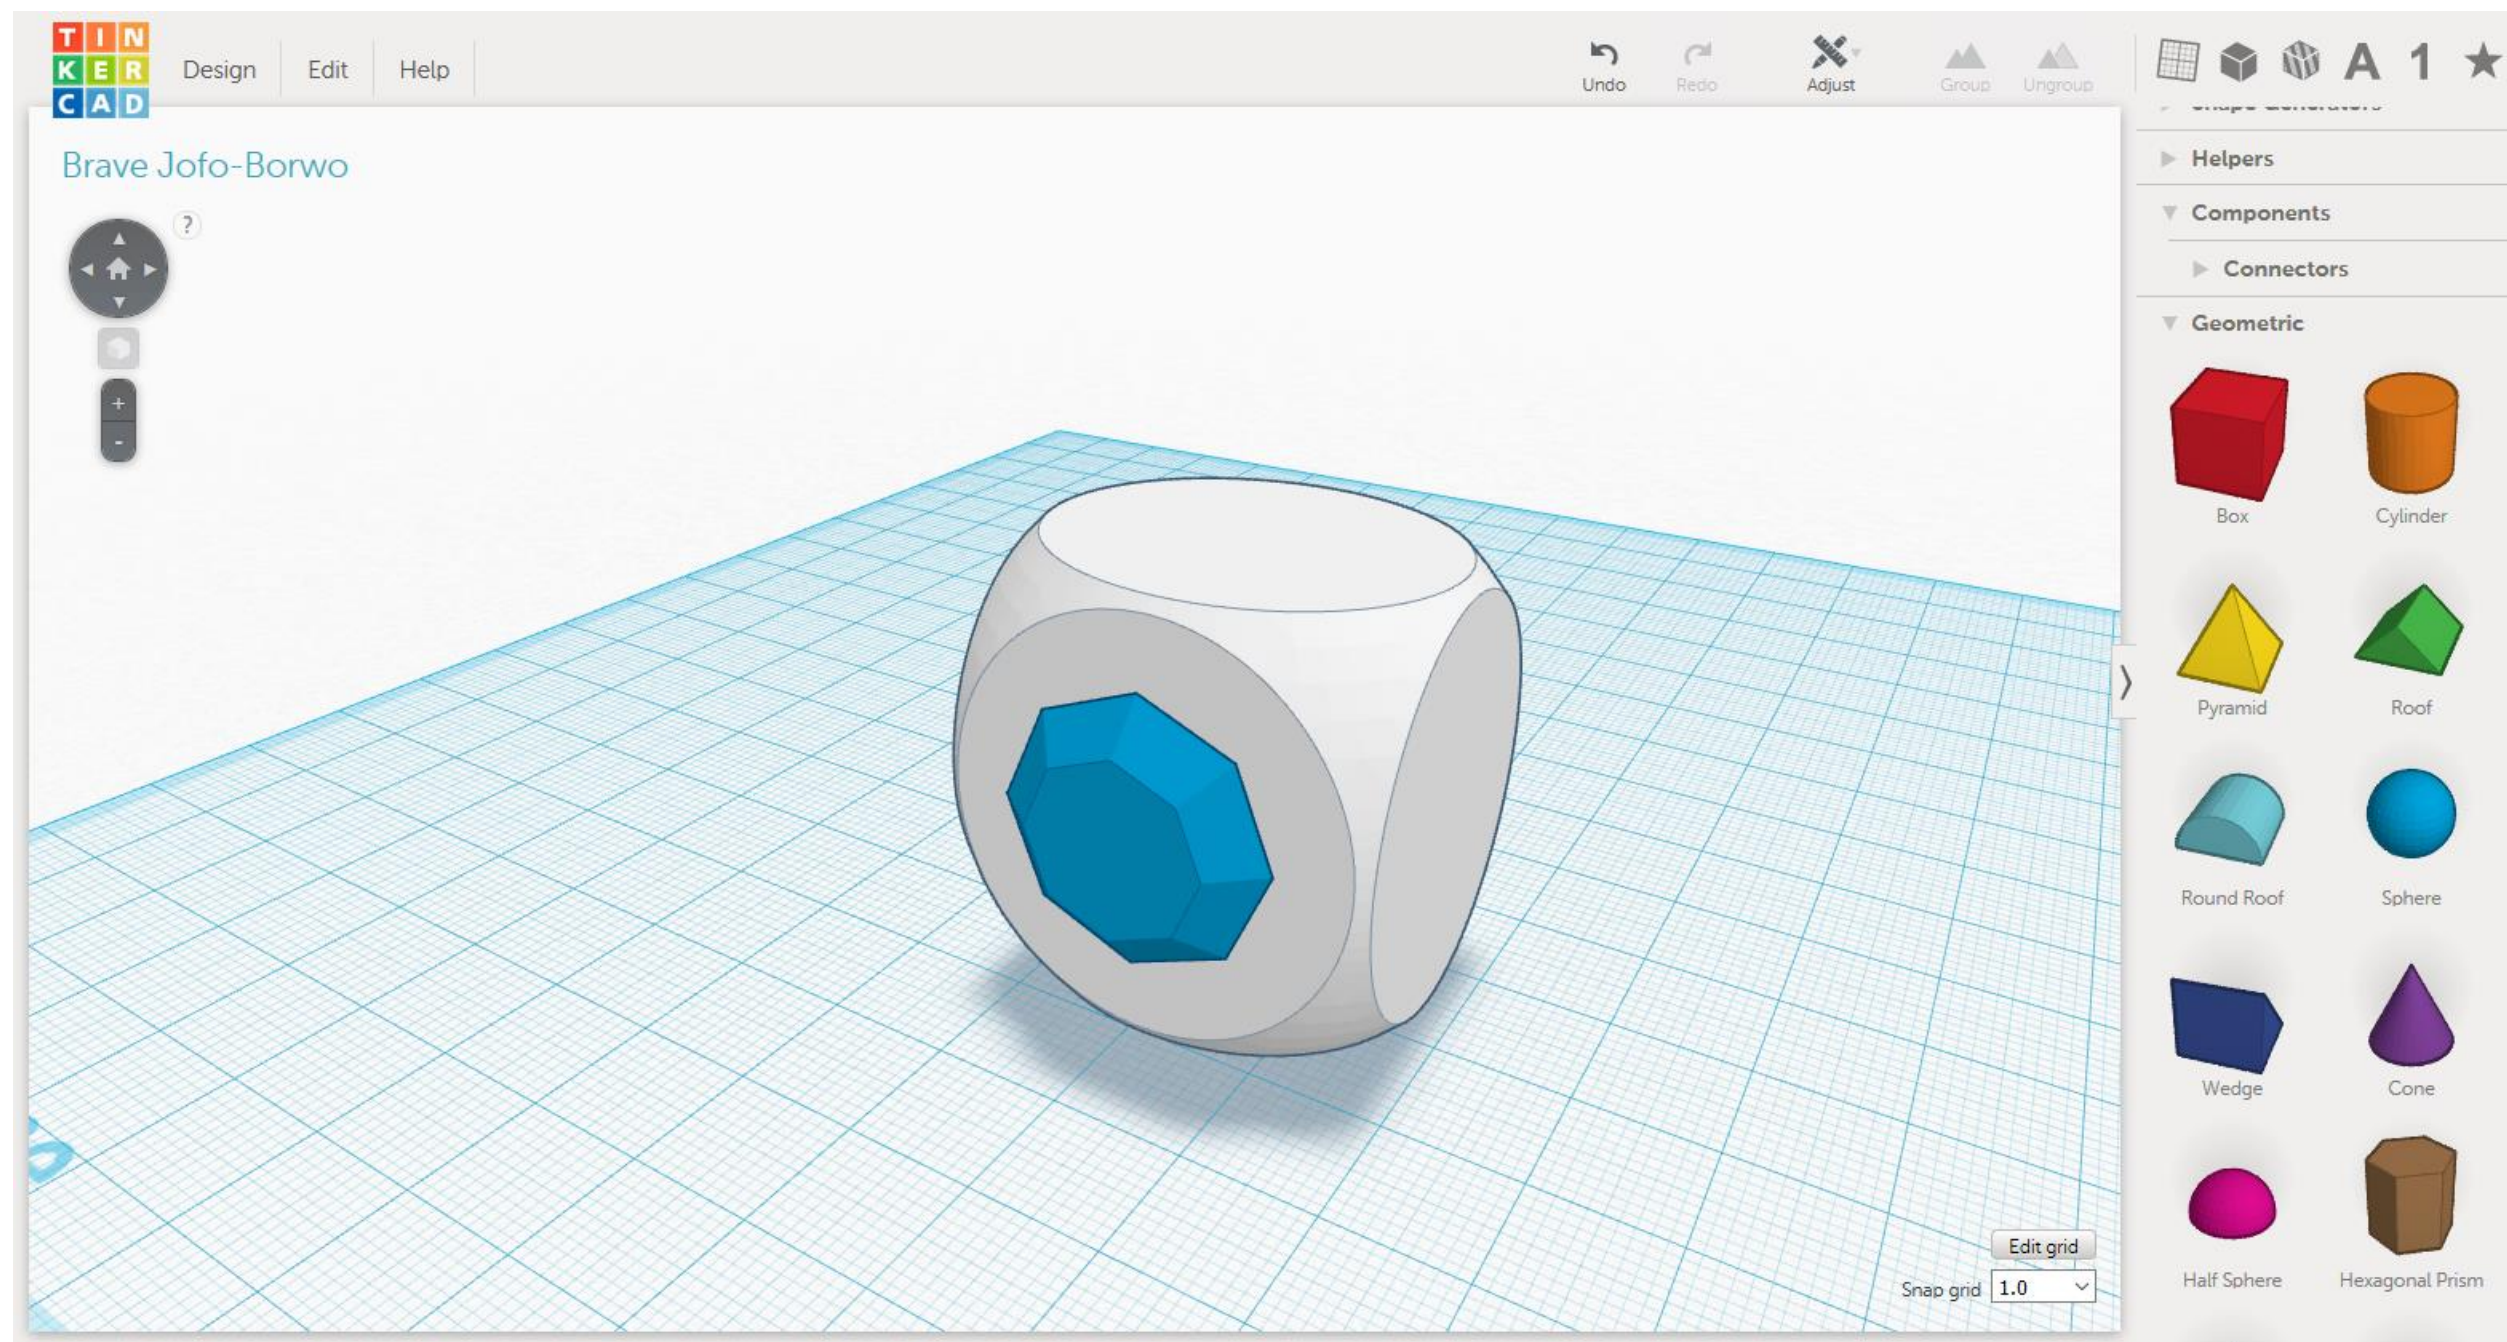 TIN
KER
CAD
Design
Edit
Help
Undo
Redo
Adjust
Group
Ungroup
A
1
Brave Jofo-Borwo
?
+
-
Shape Generators
Helpers
Components
Connectors
Geometric
Box
Cylinder
Pyramid
Roof
Round Roof
Sphere
Wedge
Cone
Half Sphere
Hexagonal Prism
Edit grid
Snap grid 1.0